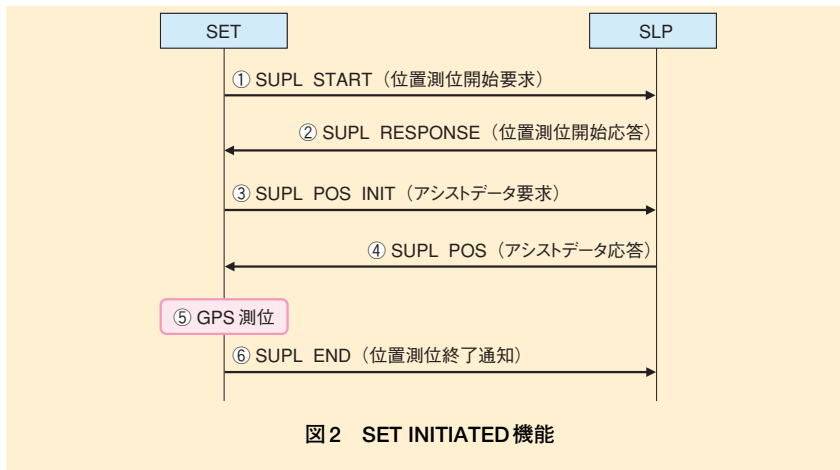 SET
SLP
① SUPL START（位置測位開始要求）
② SUPL RESPONSE（位置測位開始応答）
③ SUPL POS INIT（アシストデータ要求）
④ SUPL POS（アシストデータ応答）
⑤ GPS 測位
⑥ SUPL END（位置測位終了通知）
図2　SET INITIATED機能